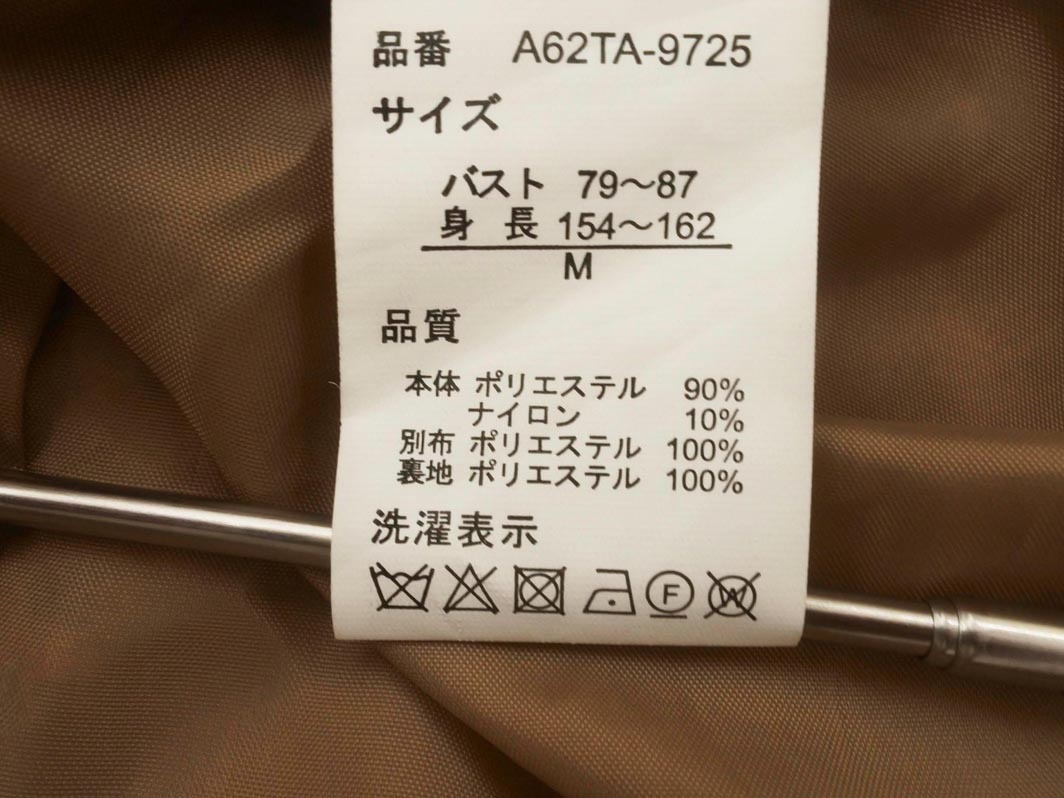 品番 A62TA-9725
サイズ
バスト 79〜87
身長 154〜162
M
品質
本体 ポリエステル 90%
ナイロン 10%
別布 ポリエステル 100%
裏地 ポリエステル 100%
洗濯表示
F W